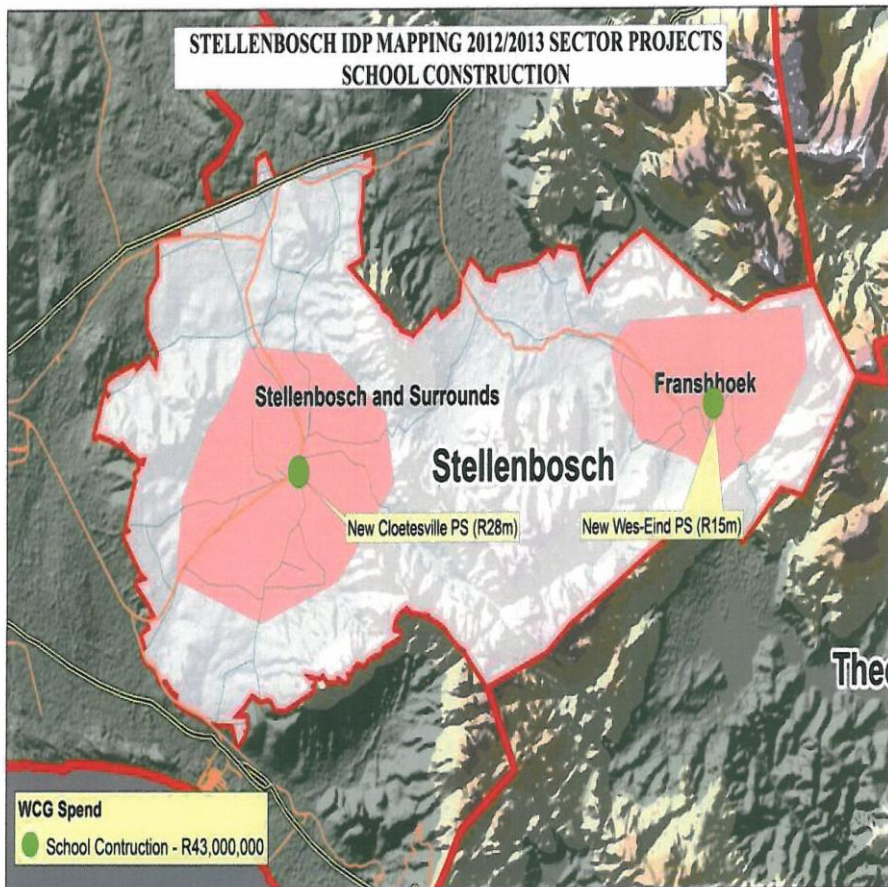 STELLENBOSCH IDP MAPPING 2012/2013 SECTOR PROJECTS
SCHOOL CONSTRUCTION
Stellenbosch and Surrounds
Franshhoek
Stellenbosch
New Cloetesville PS (R28m)
New Wes-Eind PS (R15m)
Thee
WCG Spend
School Contruction - R43,000,000